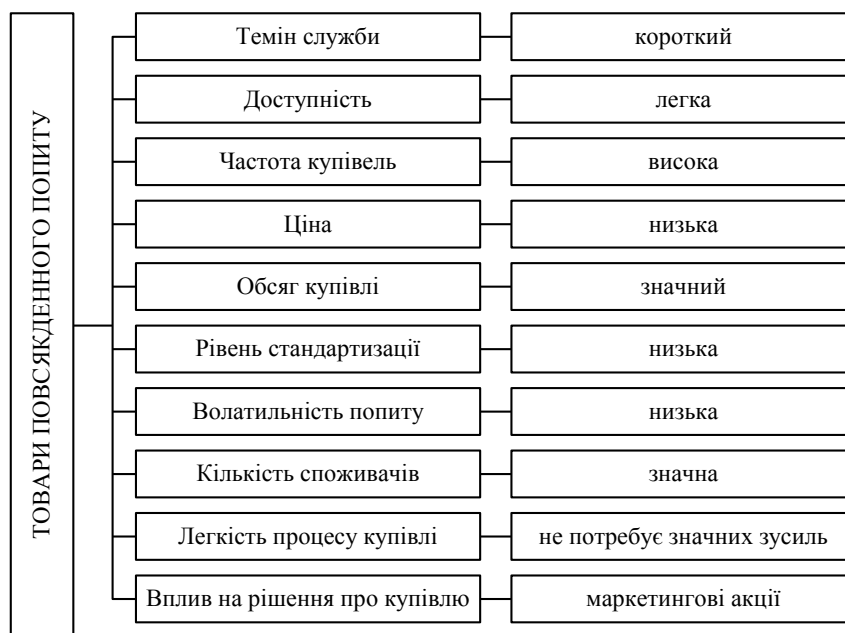 ТОВАРИ ПОВСЯКДЕННОГО ПОПИТУ
Темін служби
короткий
Доступність
легка
Частота купівель
висока
Ціна
низька
Обсяг купівлі
значний
Рівень стандартизації
низька
Волатильність попиту
низька
Кількість споживачів
значна
Легкість процесу купівлі
не потребує значних зусиль
Вплив на рішення про купівлю
маркетингові акції